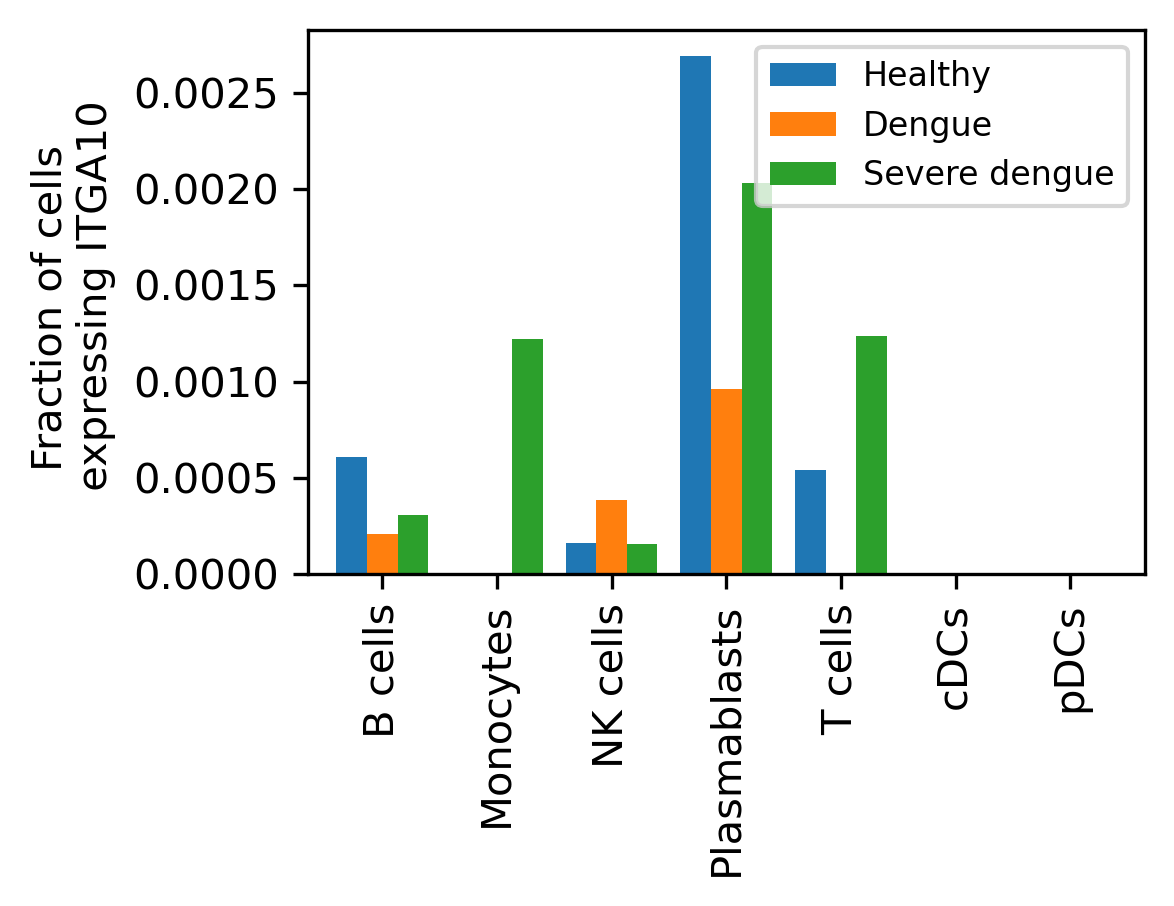 Fraction of cells
expressing ITGA10
0.0025
0.0020
0.0015
0.0010
0.0005
0.0000
Healthy
Dengue
Severe dengue
B cells
Monocytes
NK cells
Plasmablasts
T cells
cDCs
pDCs